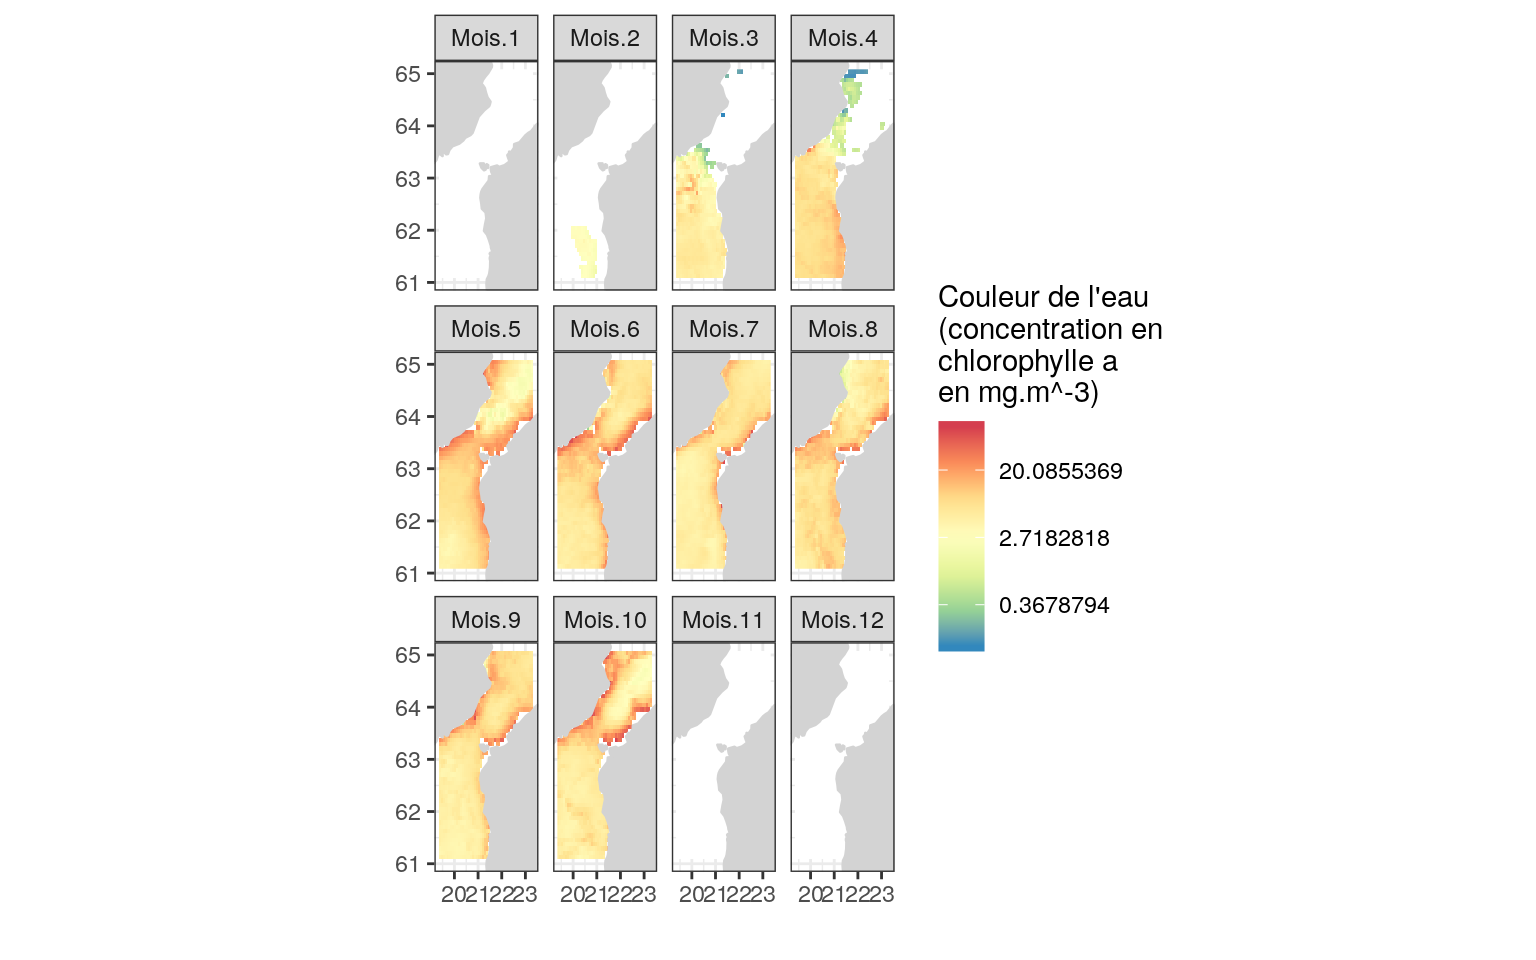 Mois.1 Mois.2 Mois.3 Mois.4
65
64
63
62
61
Mois.5 Mois.6 Mois.7 Mois.8
65
64
63
62
61
Mois.9 Mois.10 Mois.11 Mois.12
65
64
63
62
61
20 21 22 23 20 21 22 23 20 21 22 23 20 21 22 23
Couleur de l'eau
(concentration en
chlorophylle a
en mg.m^-3)
20.0855369
2.7182818
0.3678794